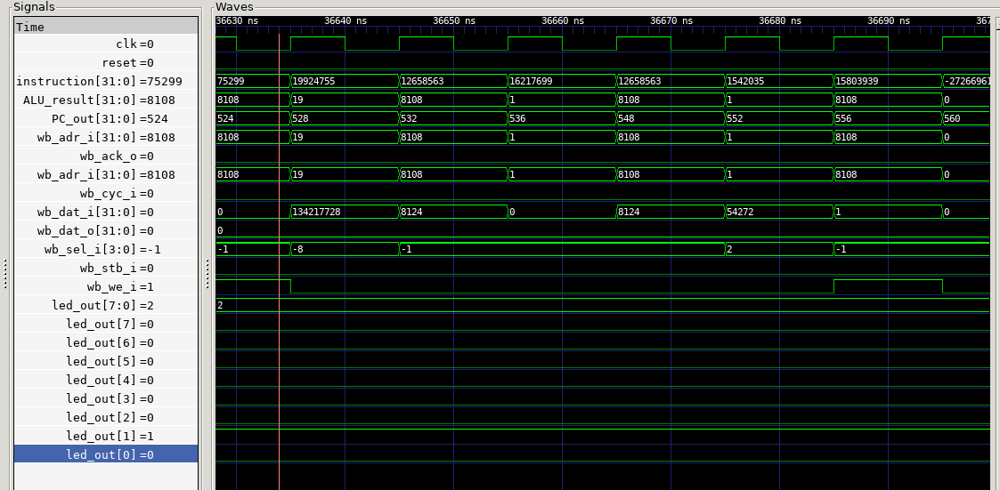 Signals
Waves
Time
36630 ns 36640 ns 36650 ns 36660 ns 36670 ns 36680 ns 36690 ns 367
clk=0
reset=0
instruction[31:0]=75299 75299 19924755 12658563 16217699 12658563 1542035 15803939 -27266961
ALU_result[31:0]=8108 8108 19 8108 1 8108 1 8108 0
PC_out[31:0]=524 524 528 532 536 548 552 556 560
wb_adr_i[31:0]=8108 8108 19 8108 1 8108 1 8108 0
wb_ack_o=0
wb_adr_i[31:0]=8108 8108 19 8108 1 8108 1 8108 0
wb_cyc_i=0
wb_dat_i[31:0]=0 0 134217728 8124 0 8124 54272 1 0
wb_dat_o[31:0]=0 0
wb_sel_i[3:0]=-1 -1 -8 -1 2 -1
wb_stb_i=0
wb_we_i=1
led_out[7:0]=2 2
led_out[7]=0
led_out[6]=0
led_out[5]=0
led_out[4]=0
led_out[3]=0
led_out[2]=0
led_out[1]=1
led_out[0]=0